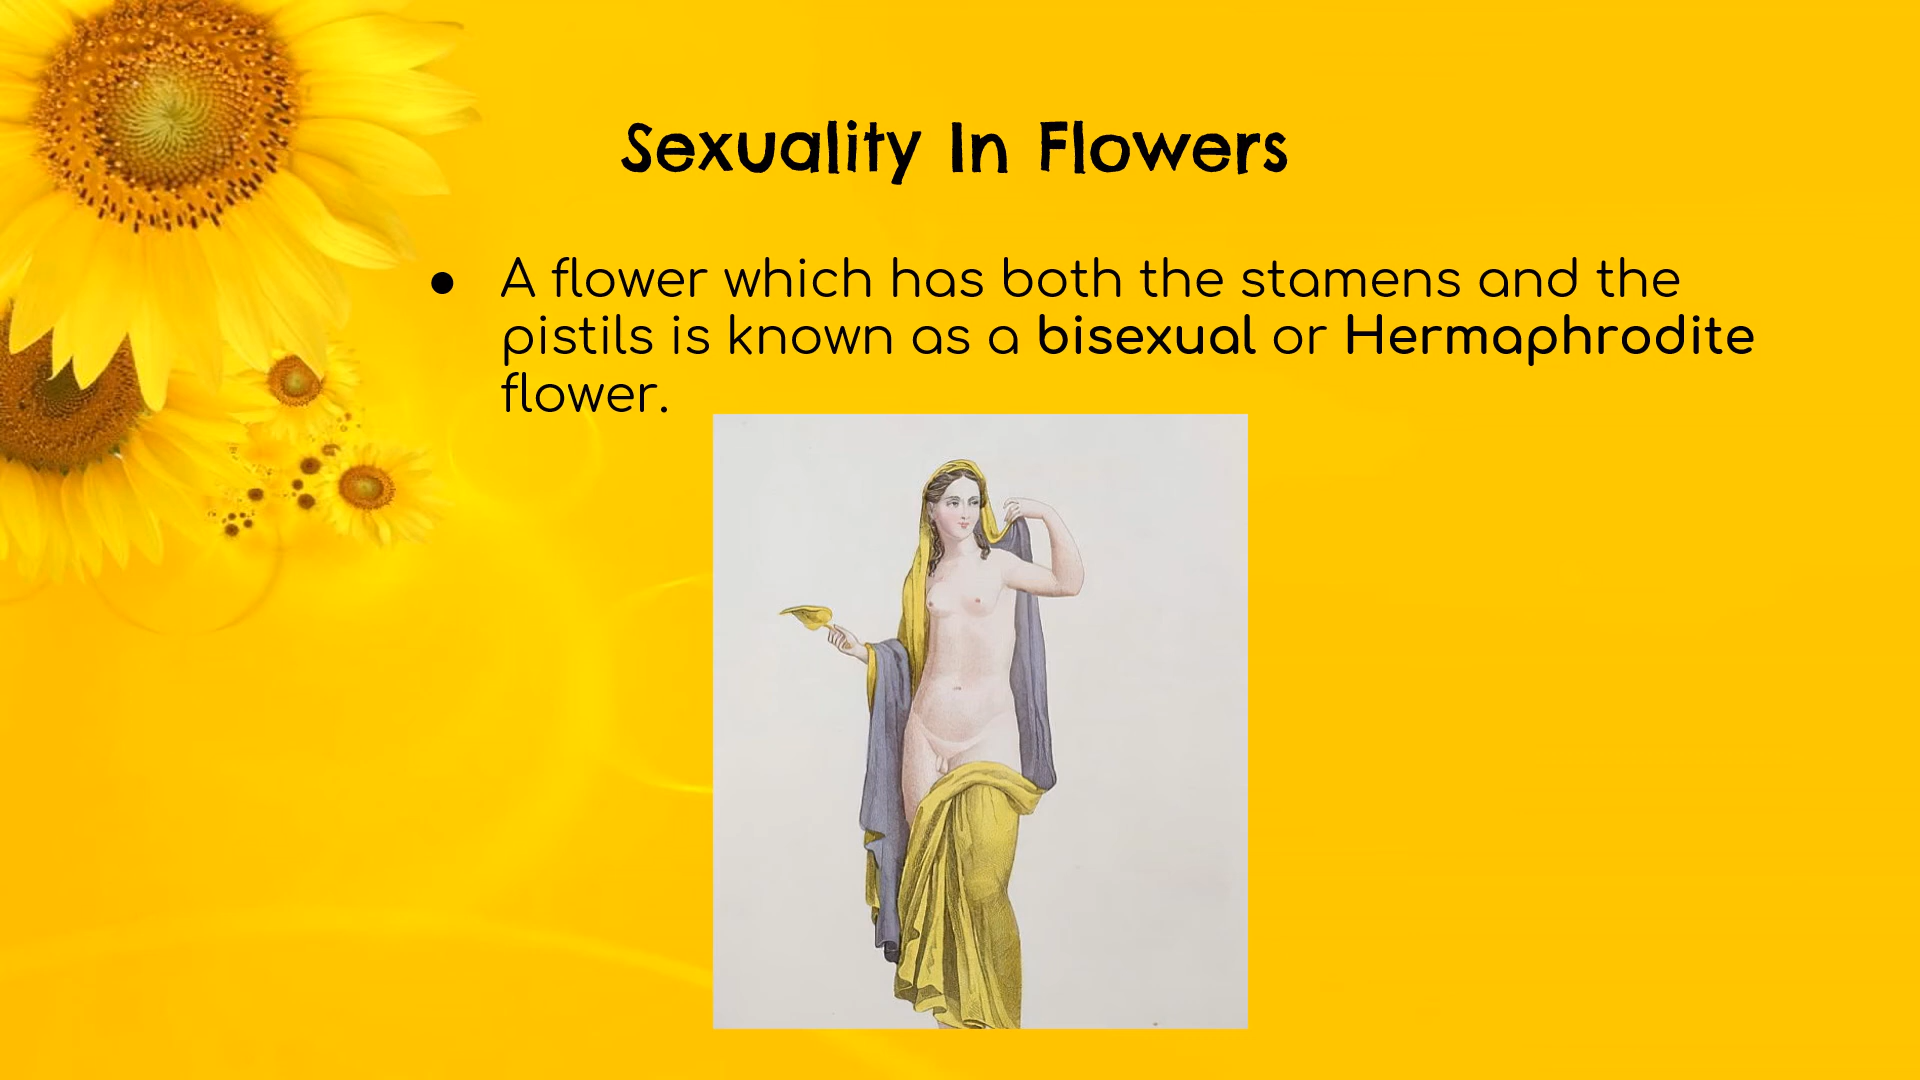 Sexuality In Flowers
● A flower which has both the stamens and the
pistils is known as a bisexual or Hermaphrodite
flower.